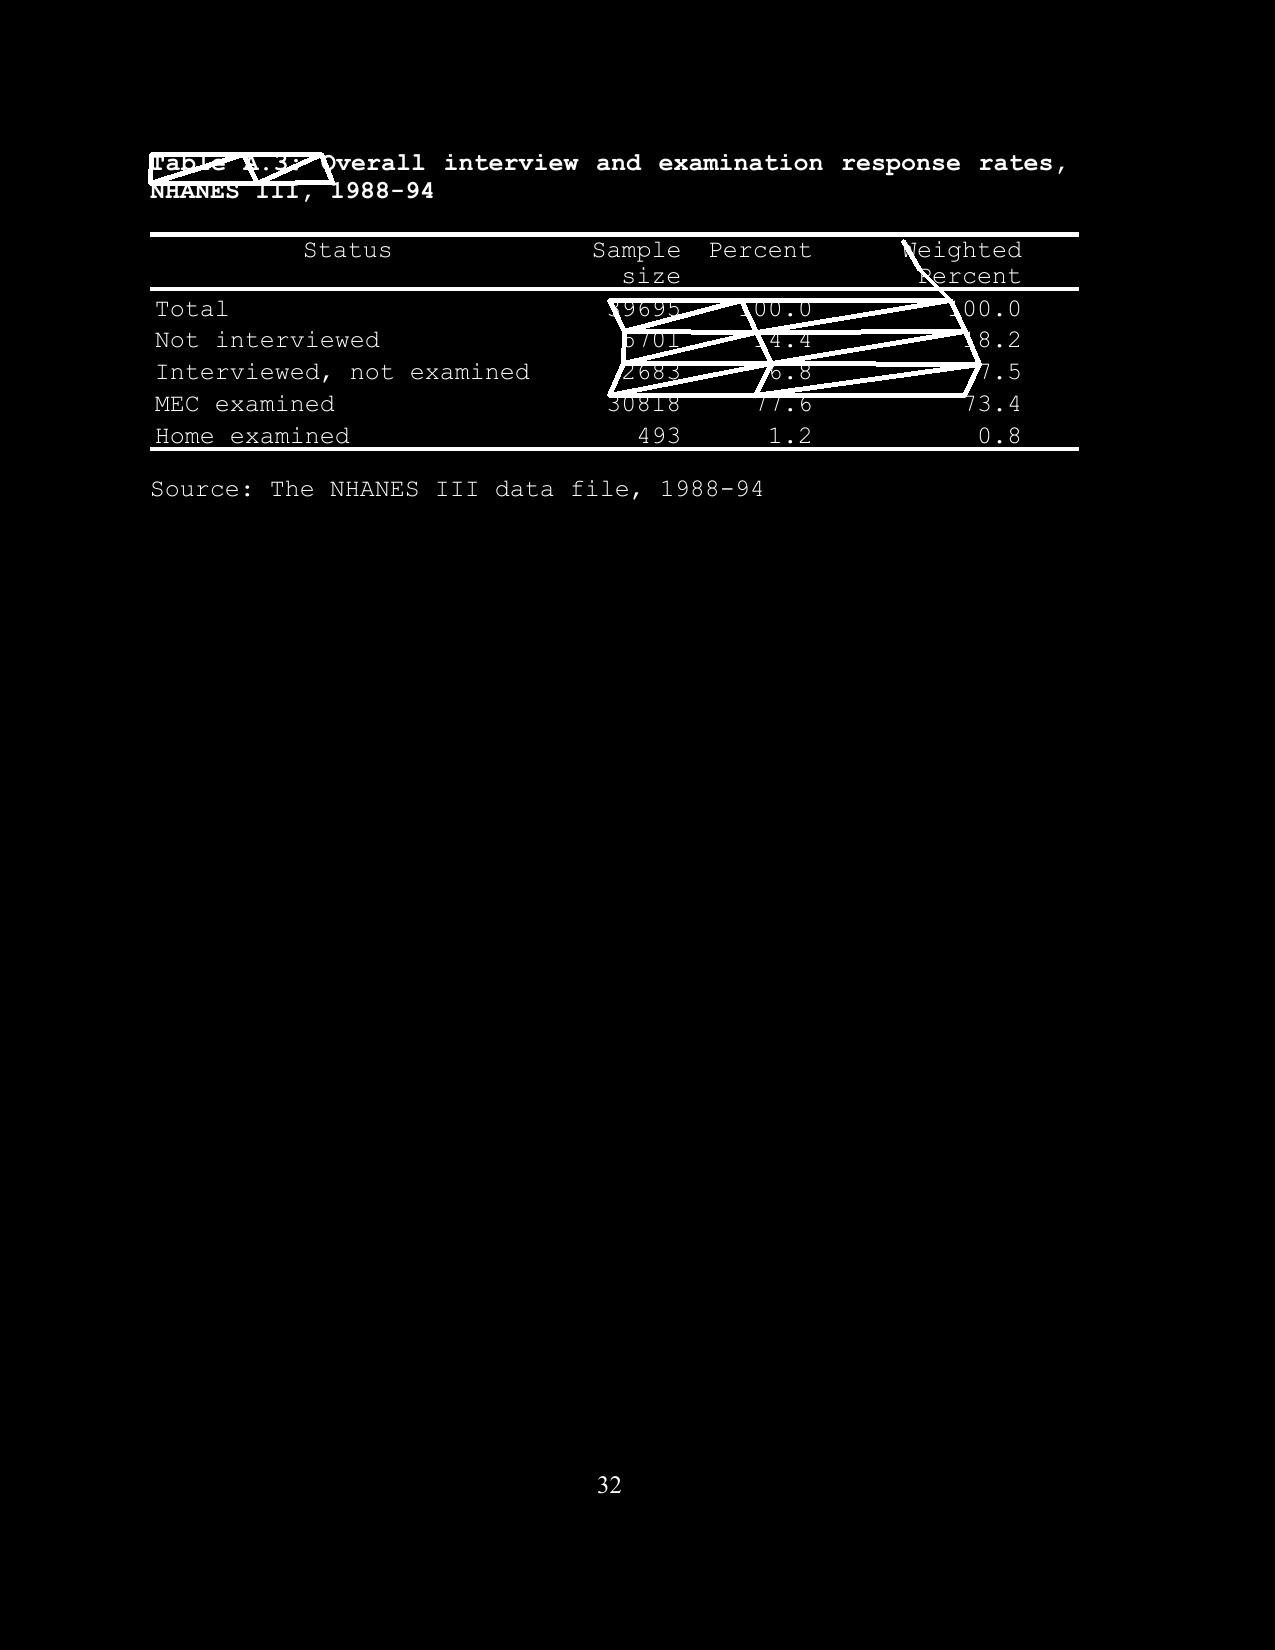 Table A.3: Overall interview and examination response rates,
NHANES III, 1988-94
Status Sample Percent Weighted
size Percent
Total 39695 100.0 100.0
Not interviewed 5701 14.4 18.2
Interviewed, not examined 2683 6.8 7.5
MEC examined 30818 77.6 73.4
Home examined 493 1.2 0.8
Source: The NHANES III data file, 1988-94
32